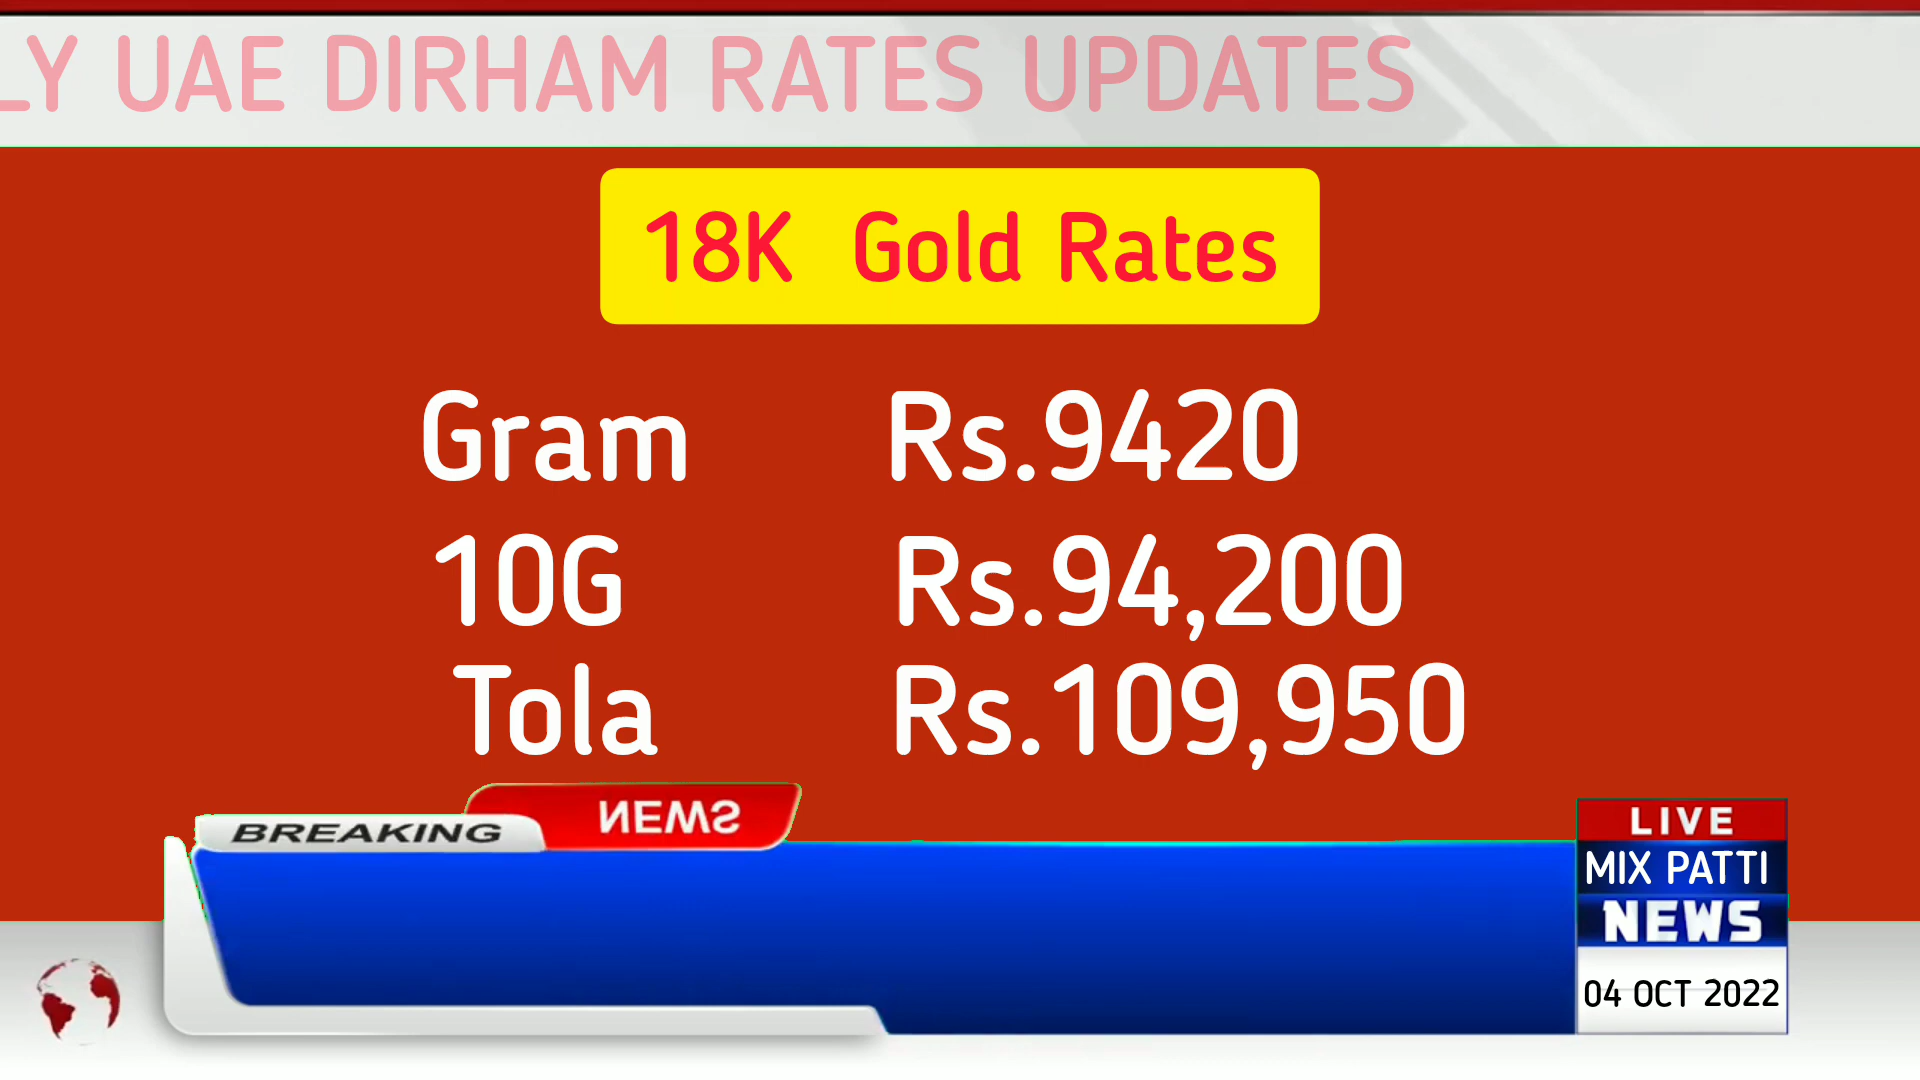 LY UAE DIRHAM RATES UPDATES
18K Gold Rates
Gram Rs.9420
10G Rs.94,200
Tola Rs.109,950
BREAKING NEWS
LIVE
MIX PATTI
NEWS
04 OCT 2022